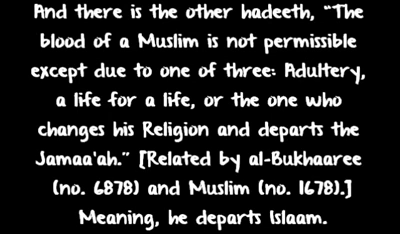 And there is the other hadeeth, "The
blood of a Muslim is not permissible
except due to one of three: Adultery,
a life for a life, or the one who
changes his Religion and departs the
Jamaa'ah." [Related by al-Bukhaaree
(no. 6878) and Muslim (no. 1678).]
Meaning, he departs Islaam.